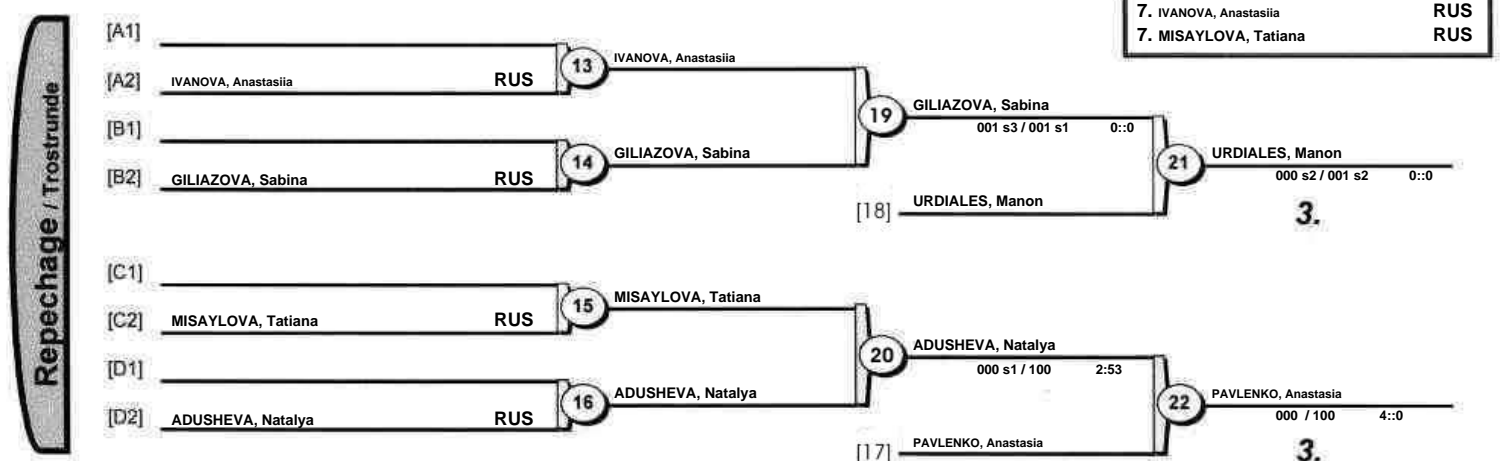 7. IVANOVA, Anastasiia RUS
7. MISAYLOVA, Tatiana RUS
Repechage / Trostrunde
[A1]
[A2] IVANOVA, Anastasiia RUS
13 IVANOVA, Anastasiia
[B1]
[B2] GILIAZOVA, Sabina RUS
14 GILIAZOVA, Sabina
19 GILIAZOVA, Sabina
001 s3 / 001 s1 0::0
[18] URDIALES, Manon
21 URDIALES, Manon
000 s2 / 001 s2 0::0
3.
[C1]
[C2] MISAYLOVA, Tatiana RUS
15 MISAYLOVA, Tatiana
[D1]
[D2] ADUSHEVA, Natalya RUS
16 ADUSHEVA, Natalya
20 ADUSHEVA, Natalya
000 s1 / 100 2:53
[17] PAVLENKO, Anastasia
22 PAVLENKO, Anastasia
000 / 100 4::0
3.